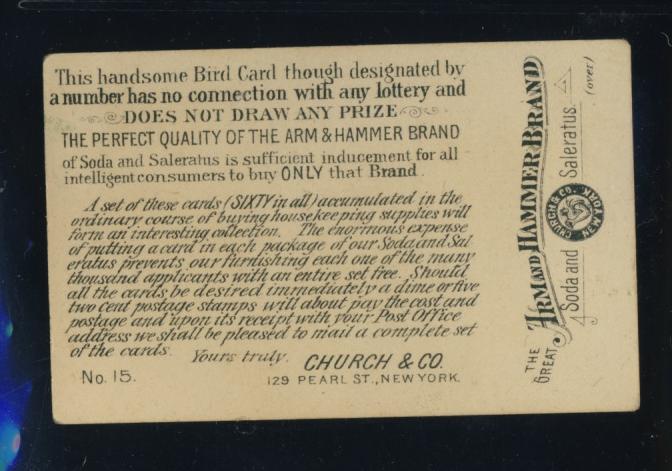 This handsome Bird Card though designated by
a number has no connection with any lottery and
DOES NOT DRAW ANY PRIZE
THE PERFECT QUALITY OF THE ARM & HAMMER BRAND
of Soda and Saleratus is sufficient inducement for all
intelligent consumers to buy ONLY that Brand.
A set of these cards (SIXTY in all) accumulated in the
ordinary course of buying housekeeping supplies will
form an interesting collection. The enormous expense
of putting a card in each package of our Soda and Sal
eratus prevents our furnishing each one of the many
thousand applicants with an entire set free. Should
all the cards be desired immediately a dime or five
two cent postage stamps will about pay the cost and
postage and upon its receipt with your Post Office
address we shall be pleased to mail a complete set
of the cards. Yours truly, CHURCH & CO.
No. 15. 129 PEARL ST., NEW YORK.
THE GREAT
ARM AND HAMMER BRAND
Soda and Saleratus.
CHURCH & CO.
NEW YORK
(over)